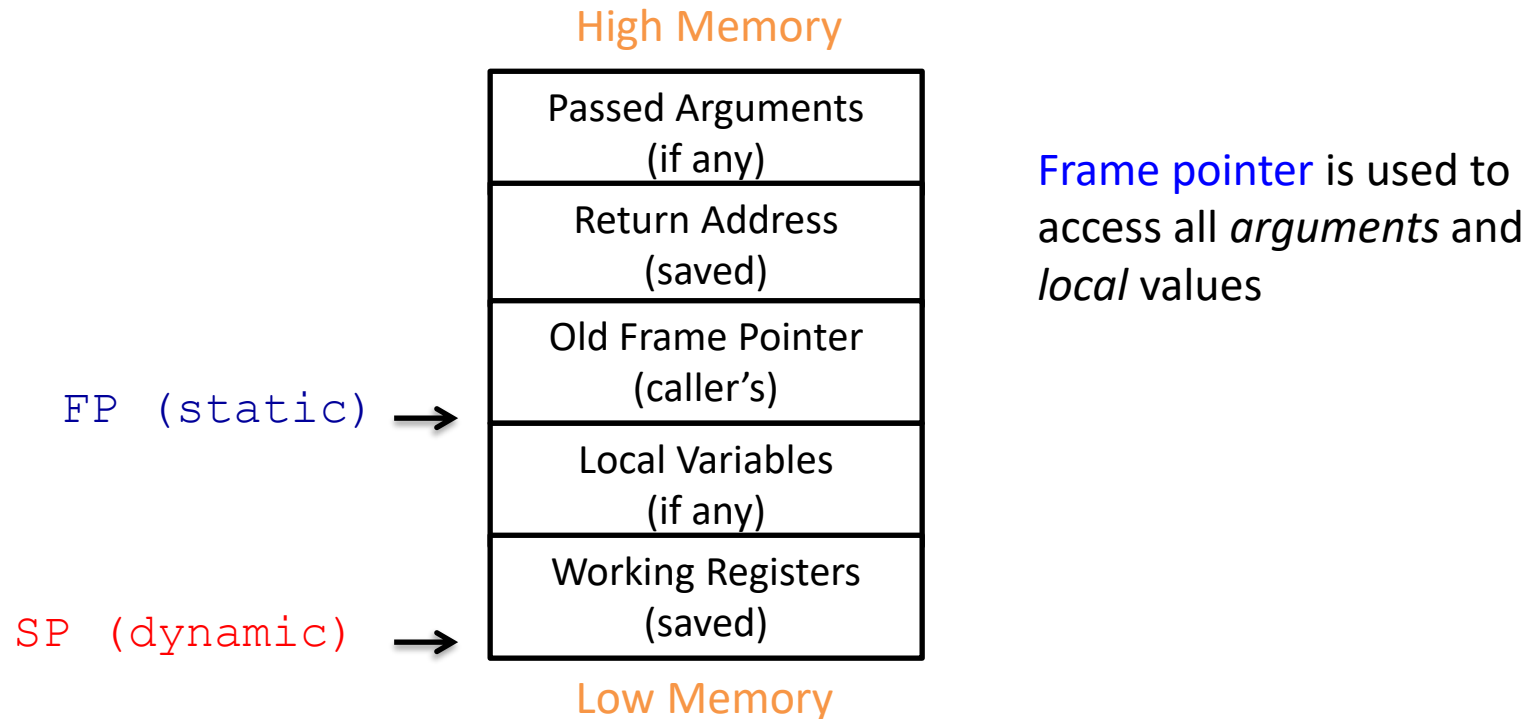 High Memory
Passed Arguments
(if any)
Return Address
(saved)
Old Frame Pointer
(caller’s)
FP (static)
Local Variables
(if any)
Working Registers
(saved)
SP (dynamic)
Low Memory
Frame pointer is used to
access all arguments and
local values